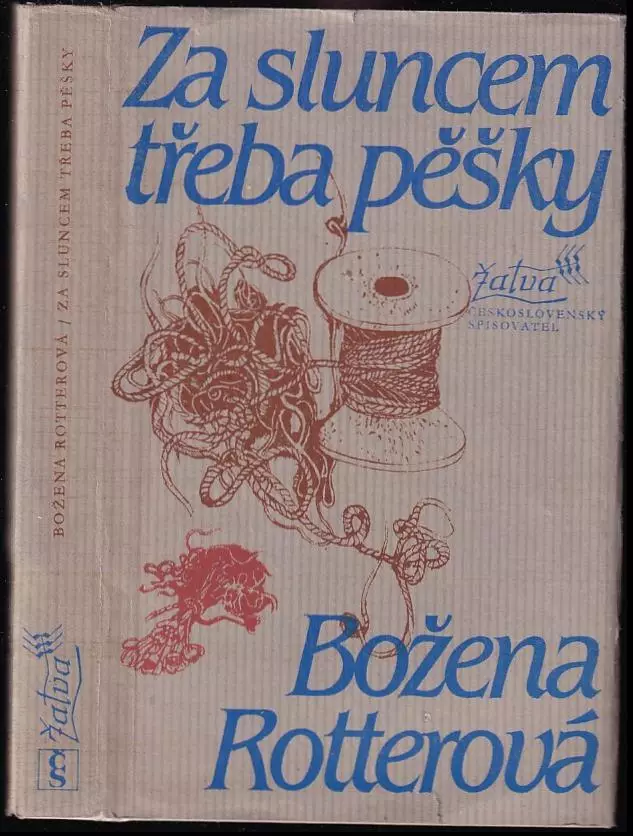 Za sluncem
třeba pěšky
Žatva
ČESKOSLOVENSKÝ
SPISOVATEL
Božena
Rotterová
BOŽENA ROTTEROVÁ / ZA SLUNCEM TŘEBA PĚŠKY
Žatva
čs